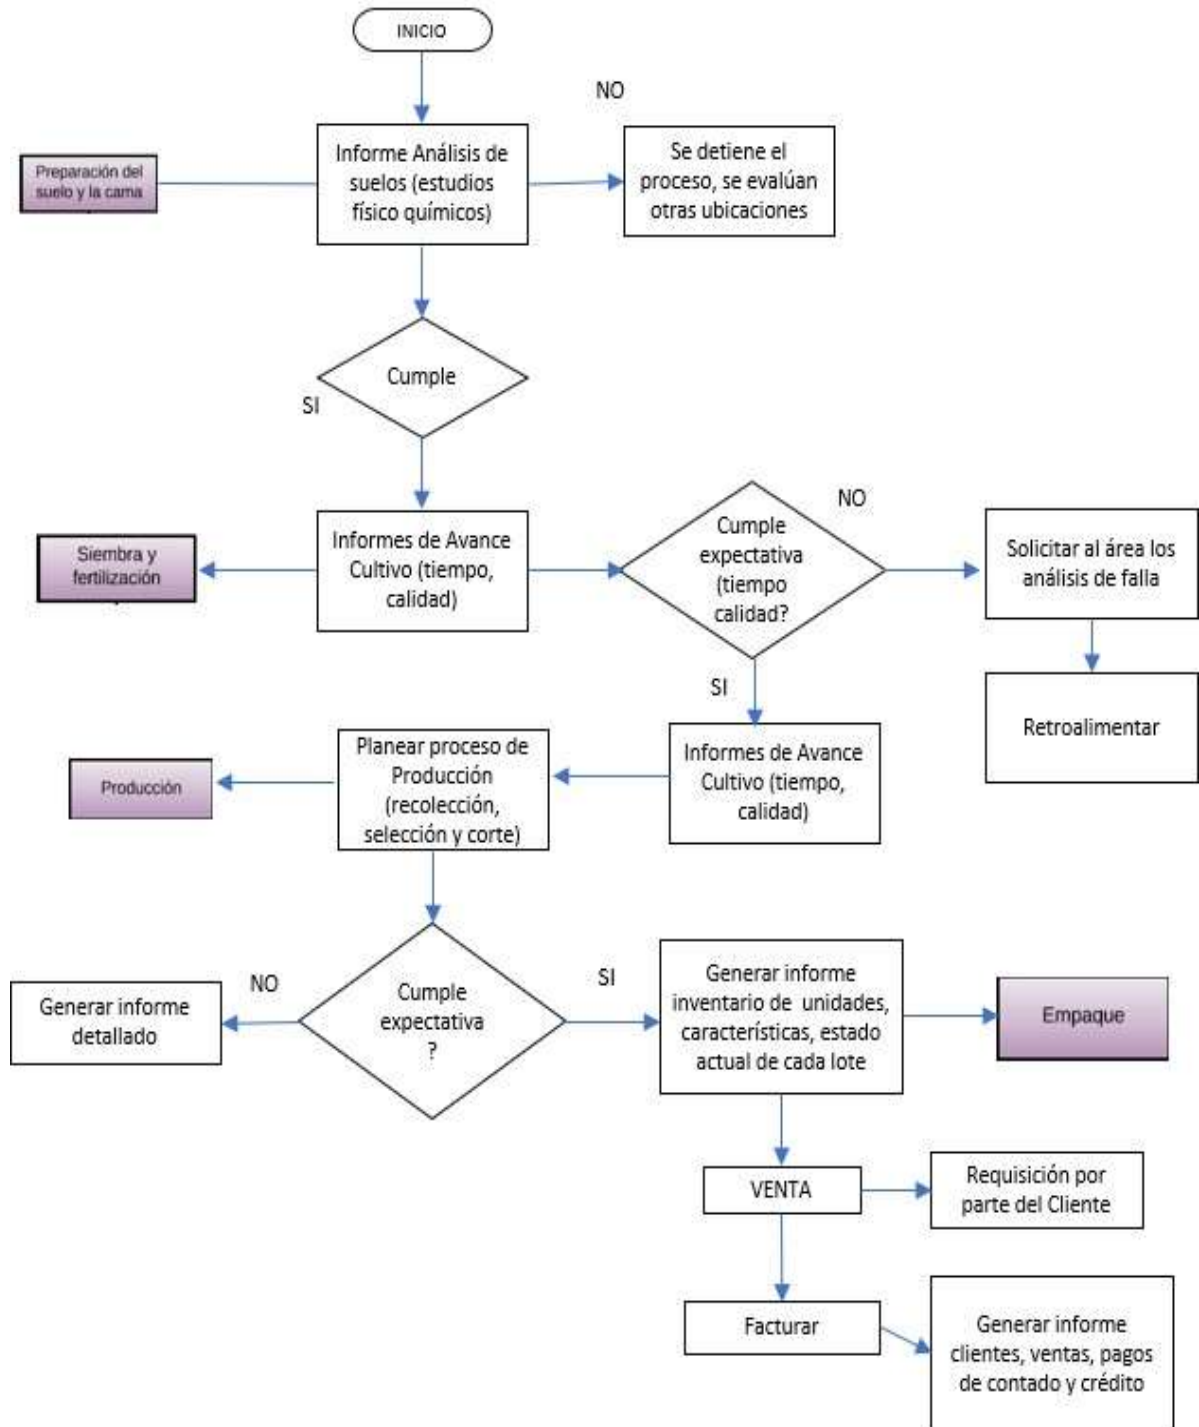 INICIO
NO
Preparación del
suelo y la cama
Informe Análisis de
suelos (estudios
físico químicos)
Se detiene el
proceso, se evalúan
otras ubicaciones
Cumple
SI
Siembra y
fertilización
Informes de Avance
Cultivo (tiempo,
calidad)
Cumple
expectativa
(tiempo
calidad?
NO
Solicitar al área los
análisis de falla
SI
Retroalimentar
Producción
Planear proceso de
Producción
(recolección,
selección y corte)
Informes de Avance
Cultivo (tiempo,
calidad)
Generar informe
detallado
NO
Cumple
expectativa
?
SI
Generar informe
inventario de unidades,
características, estado
actual de cada lote
Empaque
VENTA
Requisición por
parte del Cliente
Facturar
Generar informe
clientes, ventas, pagos
de contado y crédito